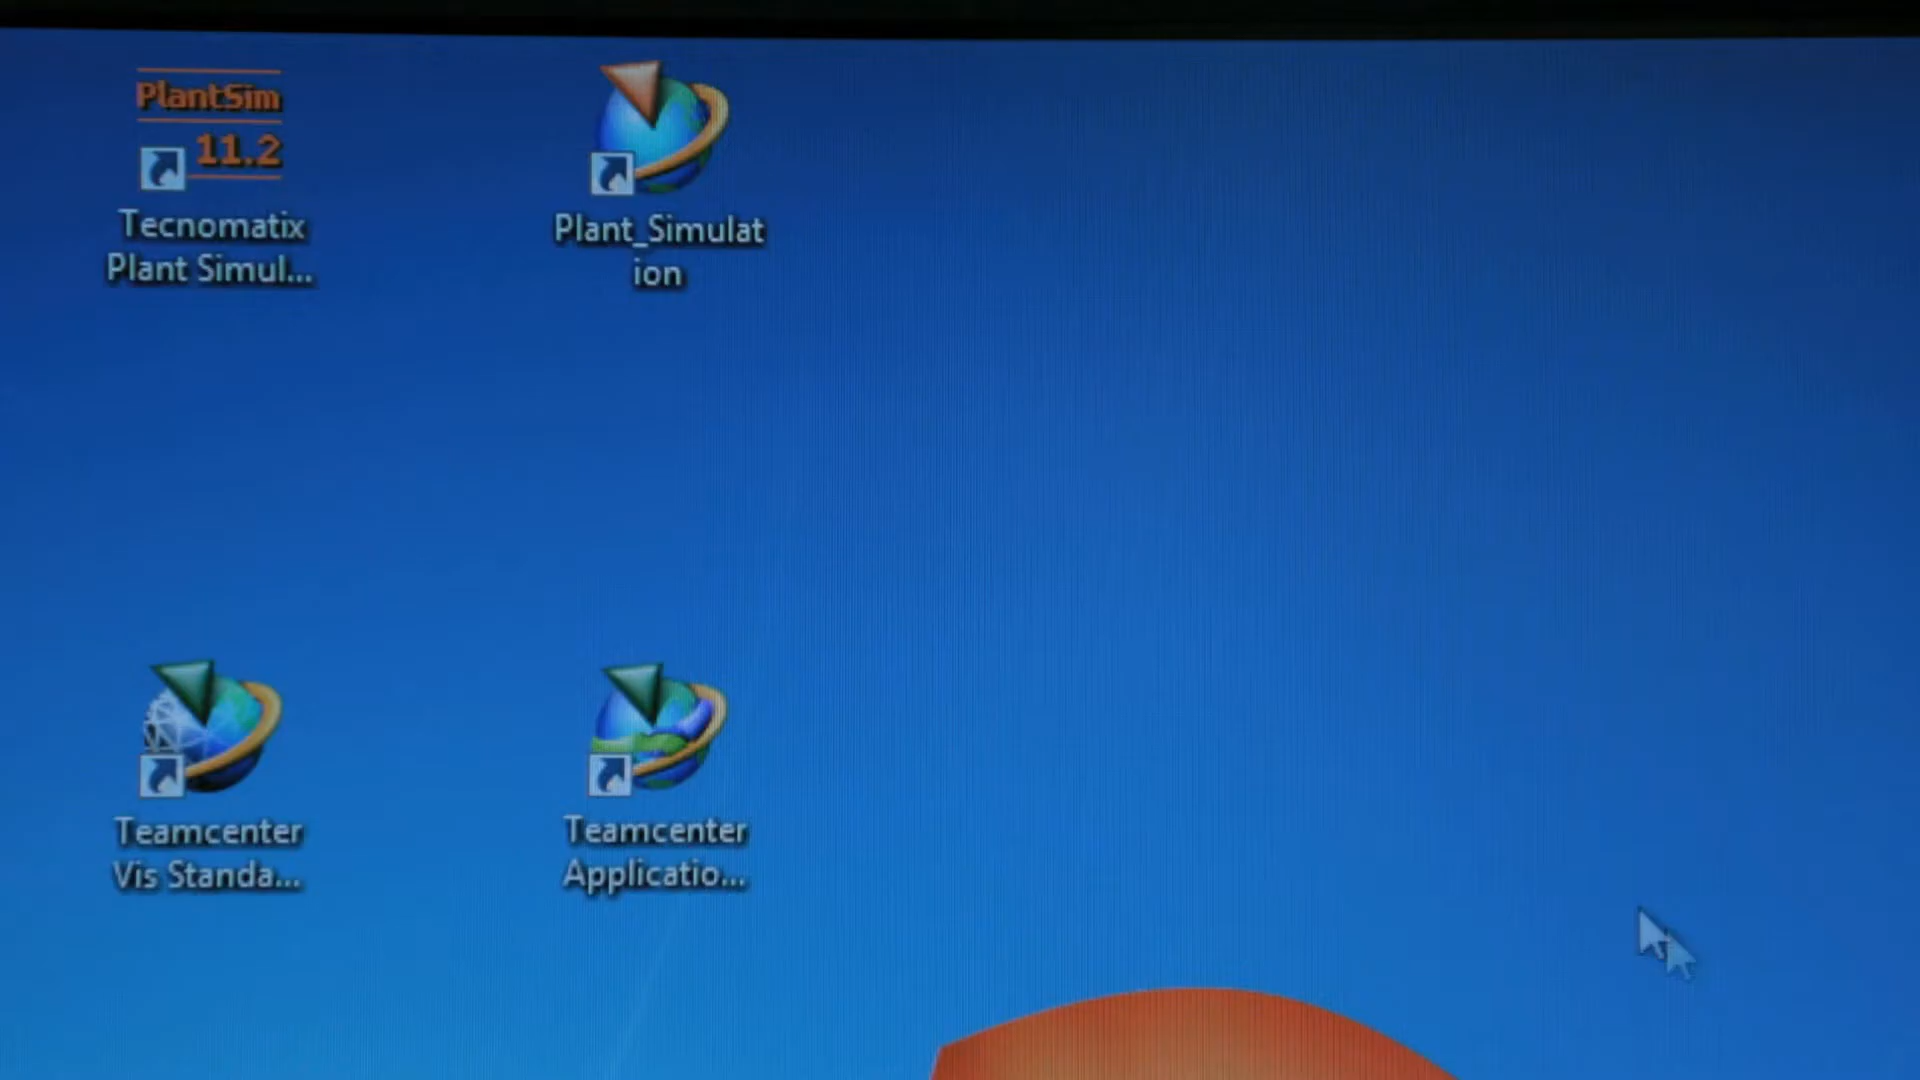 PlantSim
11.2
Tecnomatix
Plant Simul...
Plant_Simulat
ion
Teamcenter
Vis Standa...
Teamcenter
Applicatio...